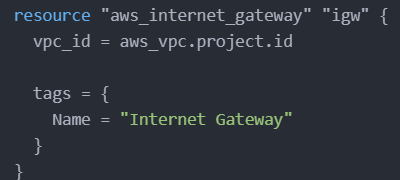 resource "aws_internet_gateway" "igw" {
  vpc_id = aws_vpc.project.id

  tags = {
    Name = "Internet Gateway"
  }
}